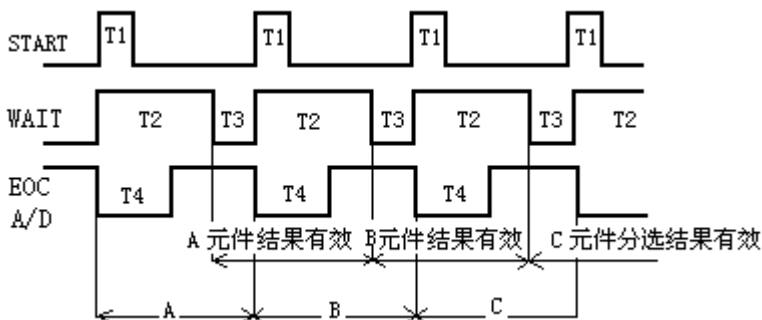 START T1 T1 T1 T1
WAIT T2 T3 T2 T3 T2 T3 T2
EOC T4 T4 T4
A/D
A 元件结果有效 B元件结果有效 C 元件分选结果有效
A B C